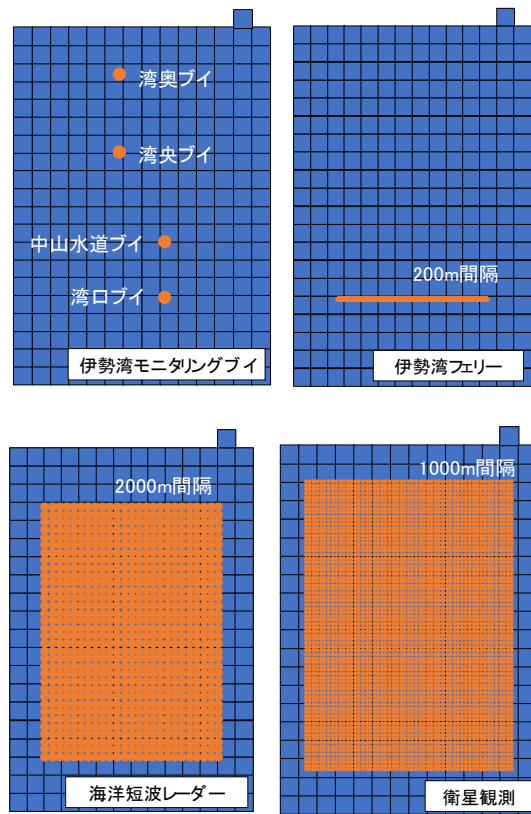 湾奥ブイ
湾央ブイ
中山水道ブイ
湾口ブイ
伊勢湾モニタリングブイ
200m間隔
伊勢湾フェリー
2000m間隔
海洋短波レーダー
1000m間隔
衛星観測